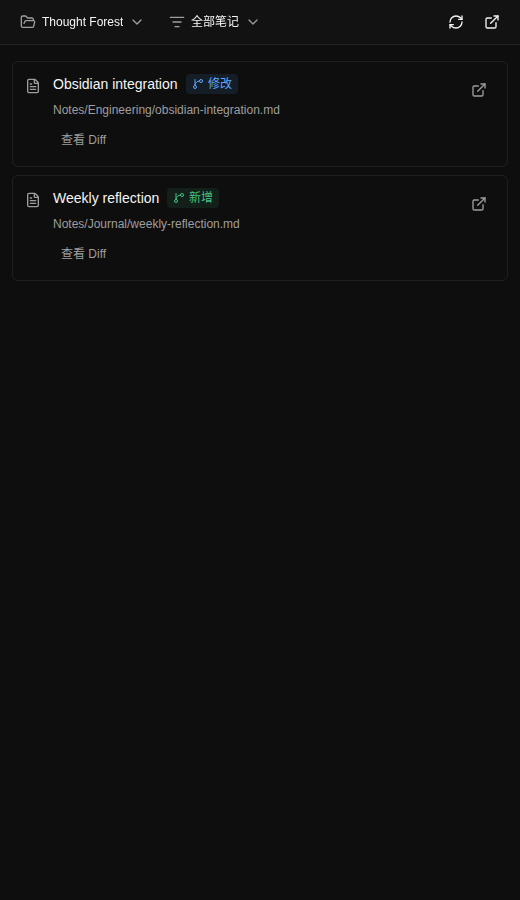 Thought Forest 全部笔记
Obsidian integration 修改
Notes/Engineering/obsidian-integration.md
查看 Diff
Weekly reflection 新增
Notes/Journal/weekly-reflection.md
查看 Diff